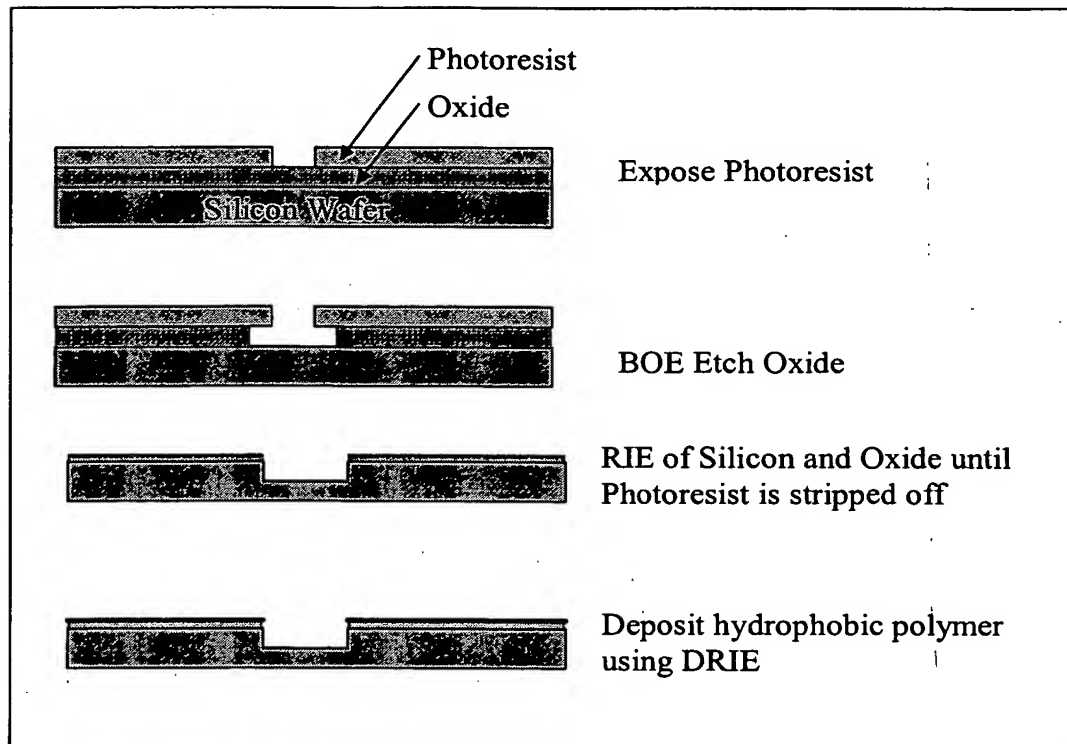 Photoresist
Oxide
Silicon Wafer
Expose Photoresist
BOE Etch Oxide
RIE of Silicon and Oxide until
Photoresist is stripped off
Deposit hydrophobic polymer
using DRIE